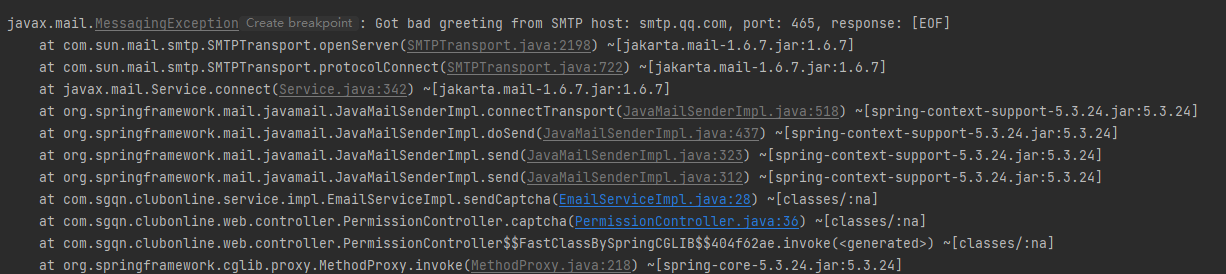 javax.mail.MessagingException Create breakpoint : Got bad greeting from SMTP host: smtp.qq.com, port: 465, response: [EOF]
at com.sun.mail.smtp.SMTPTransport.openServer(SMTPTransport.java:2198) ~[jakarta.mail-1.6.7.jar:1.6.7]
at com.sun.mail.smtp.SMTPTransport.protocolConnect(SMTPTransport.java:722) ~[jakarta.mail-1.6.7.jar:1.6.7]
at javax.mail.Service.connect(Service.java:342) ~[jakarta.mail-1.6.7.jar:1.6.7]
at org.springframework.mail.javamail.JavaMailSenderImpl.connectTransport(JavaMailSenderImpl.java:518) ~[spring-context-support-5.3.24.jar:5.3.24]
at org.springframework.mail.javamail.JavaMailSenderImpl.doSend(JavaMailSenderImpl.java:437) ~[spring-context-support-5.3.24.jar:5.3.24]
at org.springframework.mail.javamail.JavaMailSenderImpl.send(JavaMailSenderImpl.java:323) ~[spring-context-support-5.3.24.jar:5.3.24]
at org.springframework.mail.javamail.JavaMailSenderImpl.send(JavaMailSenderImpl.java:312) ~[spring-context-support-5.3.24.jar:5.3.24]
at com.sgqn.clubonline.service.impl.EmailServiceImpl.sendCaptcha(EmailServiceImpl.java:28) ~[classes/:na]
at com.sgqn.clubonline.web.controller.PermissionController.captcha(PermissionController.java:36) ~[classes/:na]
at com.sgqn.clubonline.web.controller.PermissionController$$FastClassBySpringCGLIB$$404f62ae.invoke(<generated>) ~[classes/:na]
at org.springframework.cglib.proxy.MethodProxy.invoke(MethodProxy.java:218) ~[spring-core-5.3.24.jar:5.3.24]